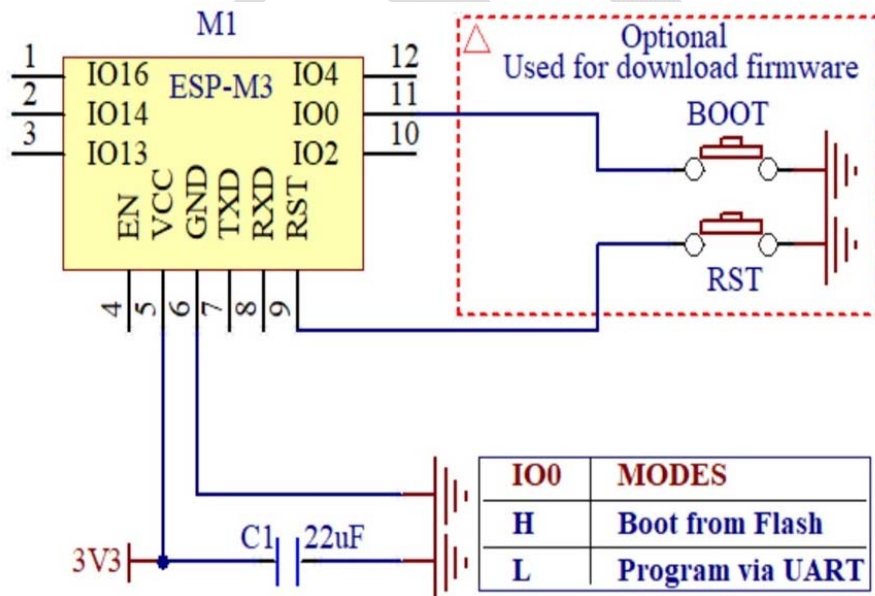 M1
1
2
3
IO16
IO14
IO13
ESP-M3
IO4
IO0
IO2
12
11
10
EN
VCC
GND
TXD
RXD
RST
4
5
6
7
8
9
Optional
Used for download firmware
BOOT
RST
3V3
C1
22uF
IO0 MODES
H Boot from Flash
L Program via UART